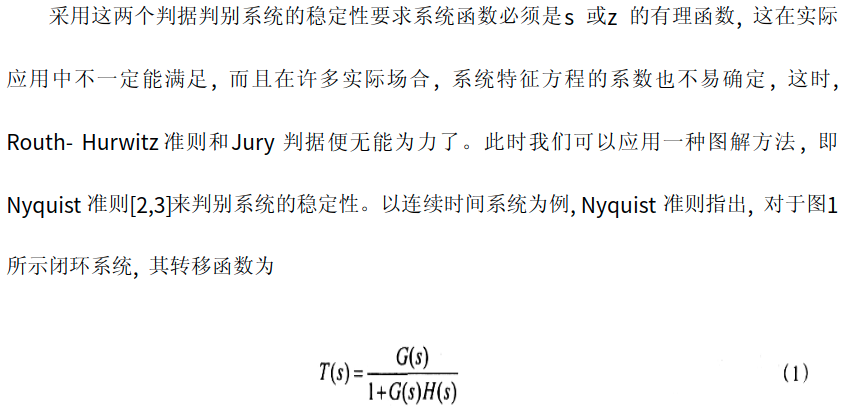 采用这两个判据判别系统的稳定性要求系统函数必须是s 或z 的有理函数, 这在实际
应用中不一定能满足, 而且在许多实际场合, 系统特征方程的系数也不易确定, 这时,
Routh- Hurwitz 准则和Jury 判据便无能为力了。此时我们可以应用一种图解方法, 即
Nyquist 准则[2,3]来判别系统的稳定性。以连续时间系统为例, Nyquist 准则指出, 对于图1
所示闭环系统, 其转移函数为
T(s)=G(s)/(1+G(s)H(s)) (1)